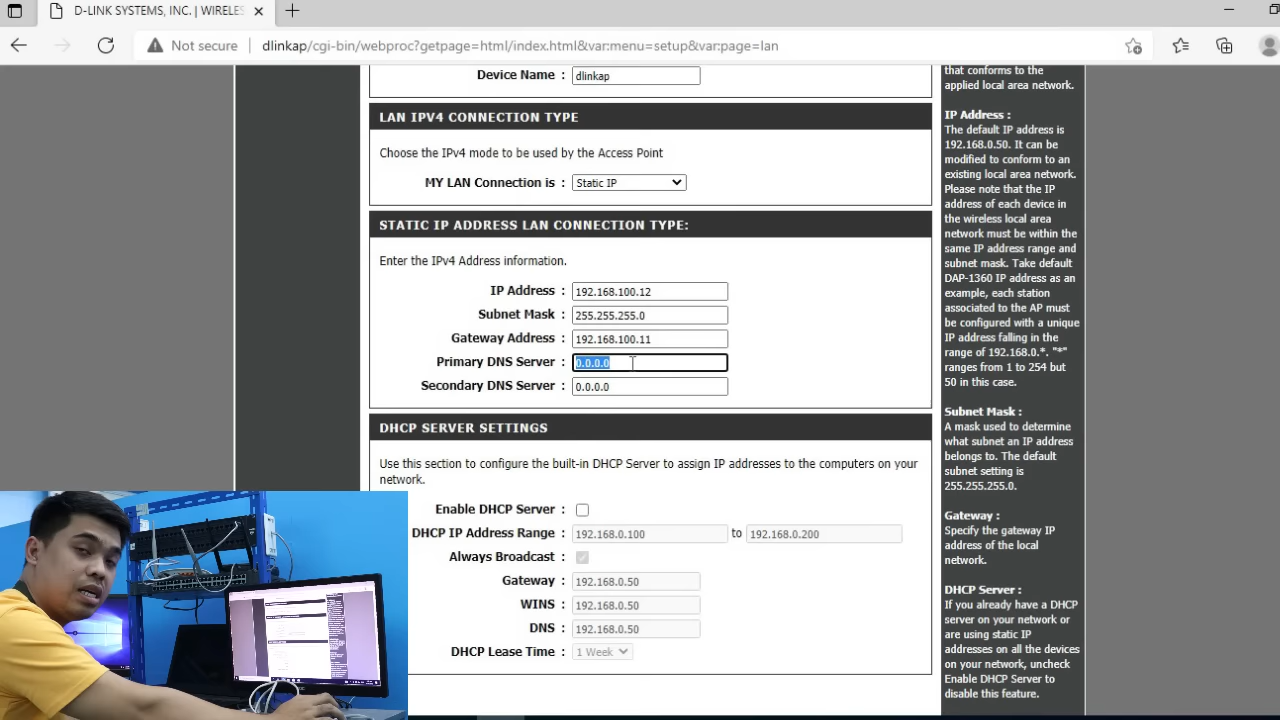 D-LINK SYSTEMS, INC. | WIRELES
Not secure
dlinkap/cgi-bin/webproc?getpage=html/index.html&var:menu=setup&var:page=lan
Device Name : dlinkap
LAN IPV4 CONNECTION TYPE
Choose the IPv4 mode to be used by the Access Point
MY LAN Connection is : Static IP
STATIC IP ADDRESS LAN CONNECTION TYPE:
Enter the IPv4 Address information.
IP Address : 192.168.100.12
Subnet Mask : 255.255.255.0
Gateway Address : 192.168.100.11
Primary DNS Server : 0.0.0.0
Secondary DNS Server : 0.0.0.0
DHCP SERVER SETTINGS
Use this section to configure the built-in DHCP Server to assign IP addresses to the computers on your
network.
Enable DHCP Server :
DHCP IP Address Range : 192.168.0.100 to 192.168.0.200
Always Broadcast :
Gateway : 192.168.0.50
WINS : 192.168.0.50
DNS : 192.168.0.50
DHCP Lease Time : 1 Week
that conforms to the
applied local area network.
IP Address :
The default IP address is
192.168.0.50. It can be
modified to conform to an
existing local area network.
Please note that the IP
address of each device in
the wireless local area
network must be within the
same IP address range and
subnet mask. Take default
DAP-1360 IP address as an
example, each station
associated to the AP must
be configured with a unique
IP address falling in the
range of 192.168.0.*. "*"
ranges from 1 to 254 but
50 in this case.
Subnet Mask :
A mask used to determine
what subnet an IP address
belongs to. The default
subnet setting is
255.255.255.0.
Gateway :
Specify the gateway IP
address of the local
network.
DHCP Server :
If you already have a DHCP
server on your network or
are using static IP
addresses on all the devices
on your network, uncheck
Enable DHCP Server to
disable this feature.